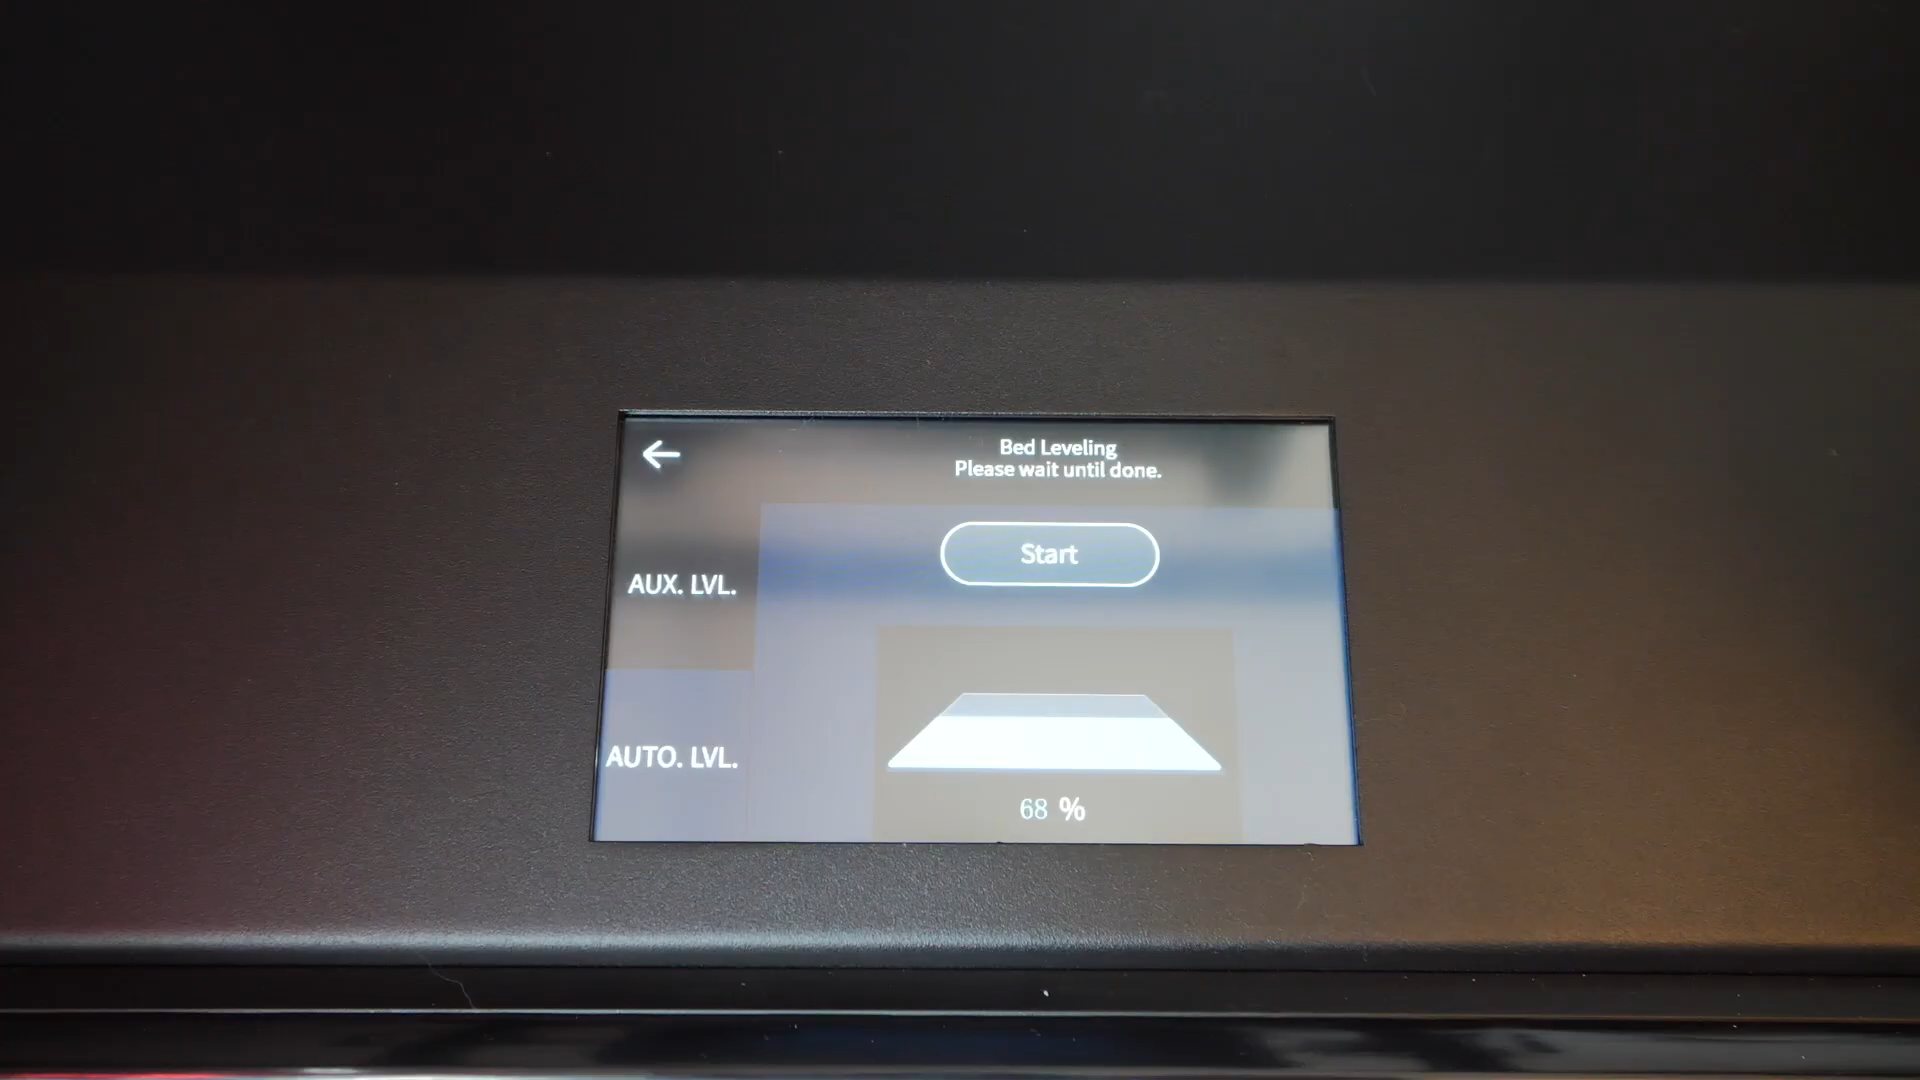 Bed Leveling
Please wait until done.
Start
AUX. LVL.
AUTO. LVL.
68 %